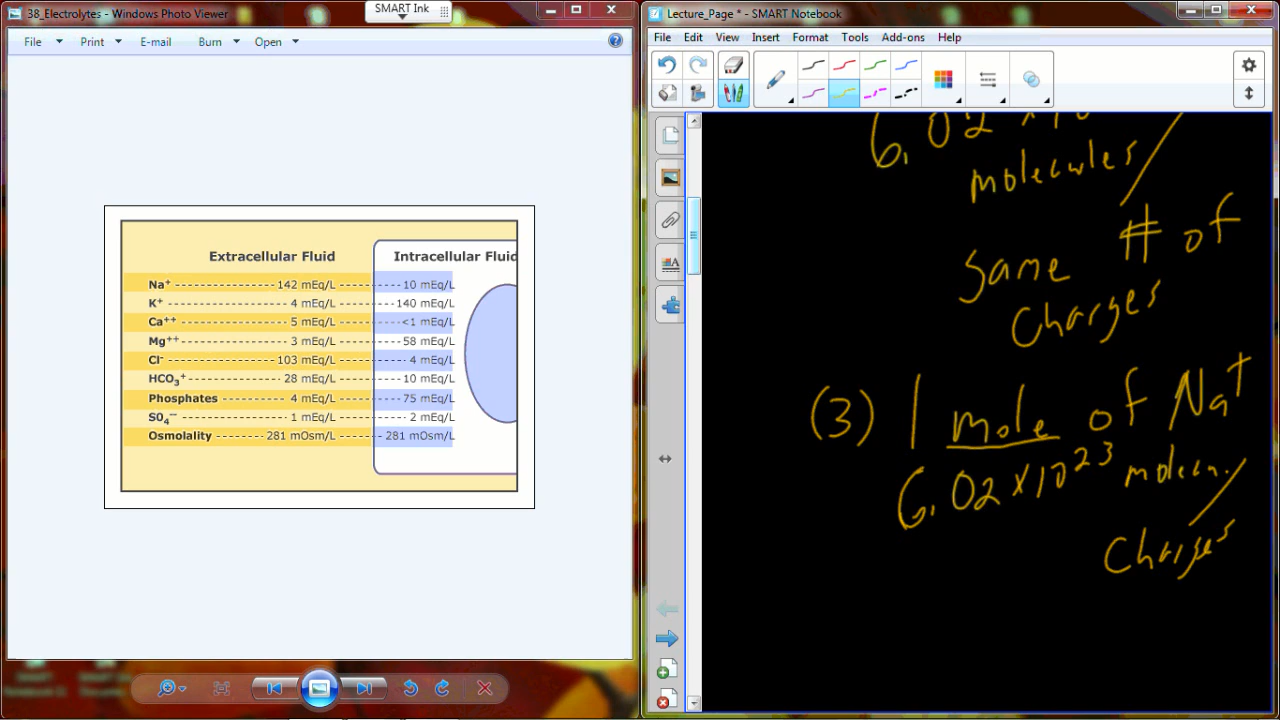 38_Electrolytes - Windows Photo Viewer
SMART Ink
File Print E-mail Burn Open
Extracellular Fluid Intracellular Fluid
Na⁺ 142 mEq/L 10 mEq/L
K⁺ 4 mEq/L 140 mEq/L
Ca⁺⁺ 5 mEq/L <1 mEq/L
Mg⁺⁺ 3 mEq/L 58 mEq/L
Cl⁻ 103 mEq/L 4 mEq/L
HCO₃⁺ 28 mEq/L 10 mEq/L
Phosphates 4 mEq/L 75 mEq/L
SO₄⁻⁻ 1 mEq/L 2 mEq/L
Osmolality 281 mOsm/L 281 mOsm/L
Lecture_Page * - SMART Notebook
File Edit View Insert Format Tools Add-ons Help
6.02 x 10
molecules/
same # of
charges
(3) 1 mole of Na⁺
6.02 x 10²³ molecu./
Charges